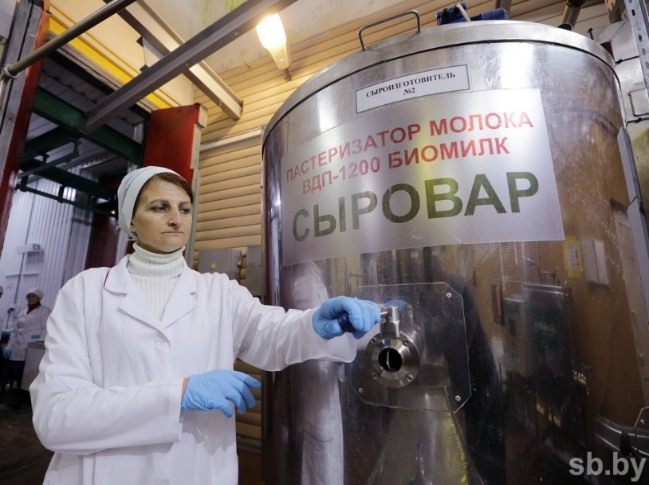 СЫРОИЗГОТОВИТЕЛЬ
№2
ПАСТЕРИЗАТОР МОЛОКА
ВДП-1200 БИОМИЛК
СЫРОВАР
sb.by